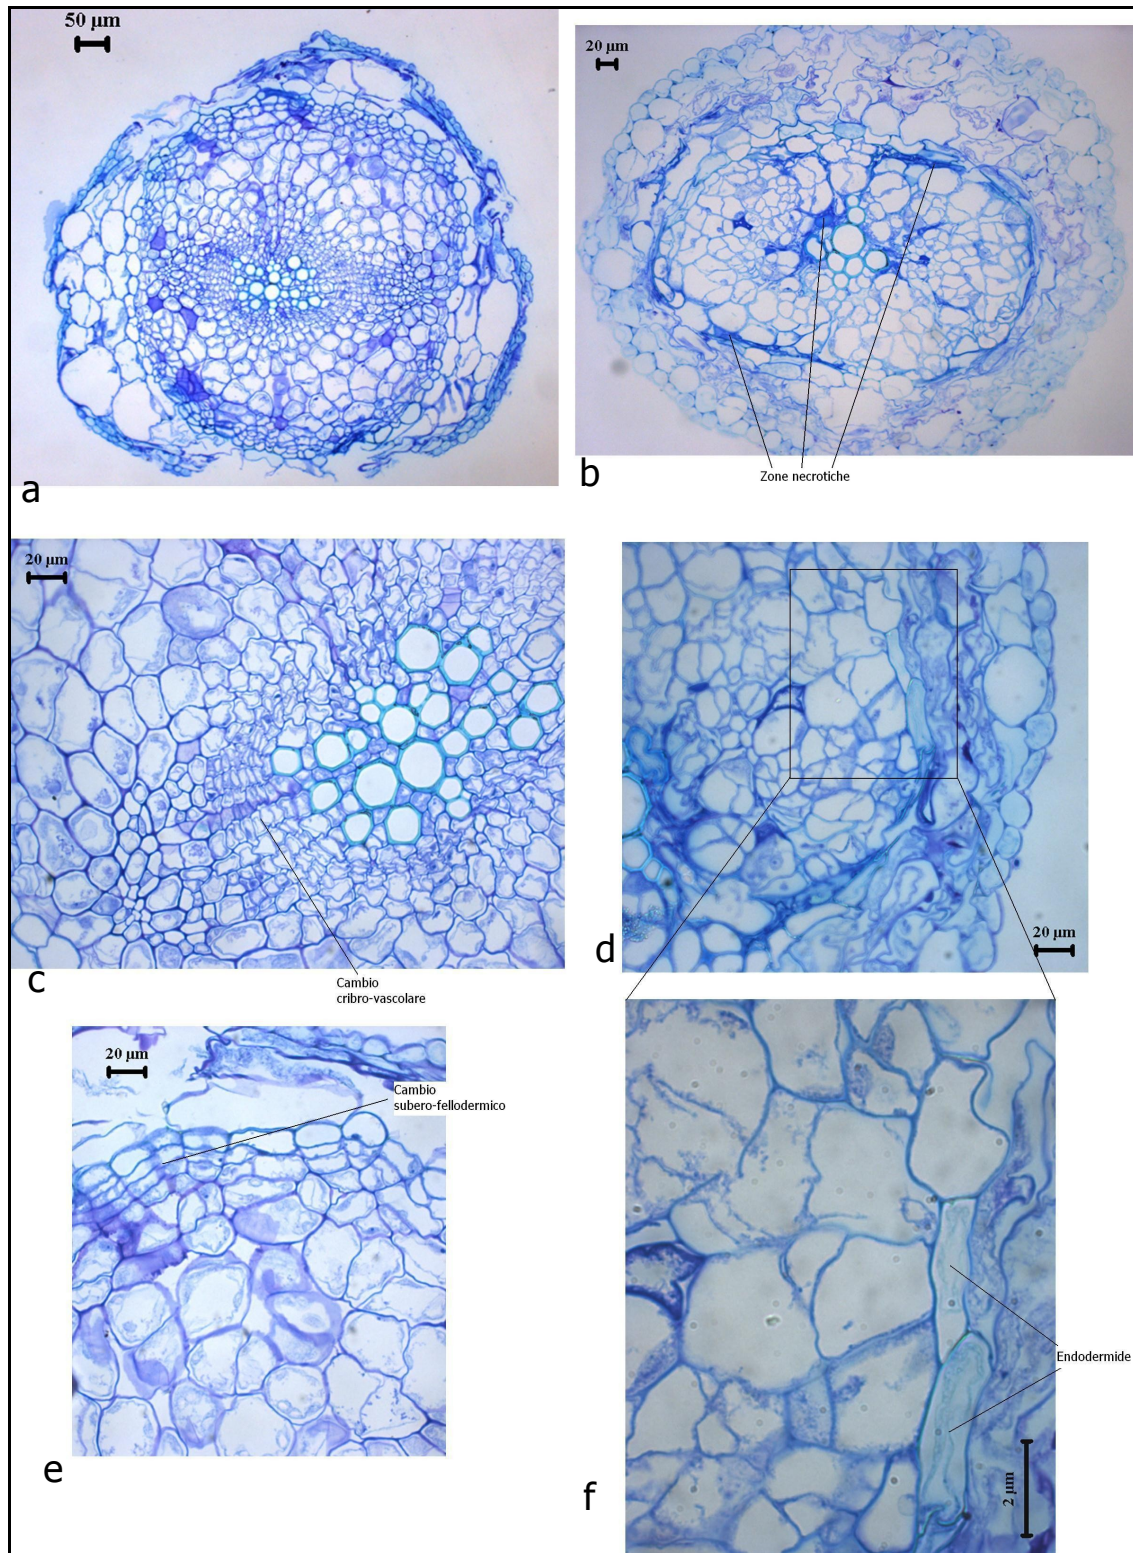 50 µm
20 µm
a
b
Zone necrotiche
20 µm
c
d
20 µm
Cambio
cribro-vascolare
20 µm
Cambio
subero-fellodermico
e
Endodermide
f
2 µm